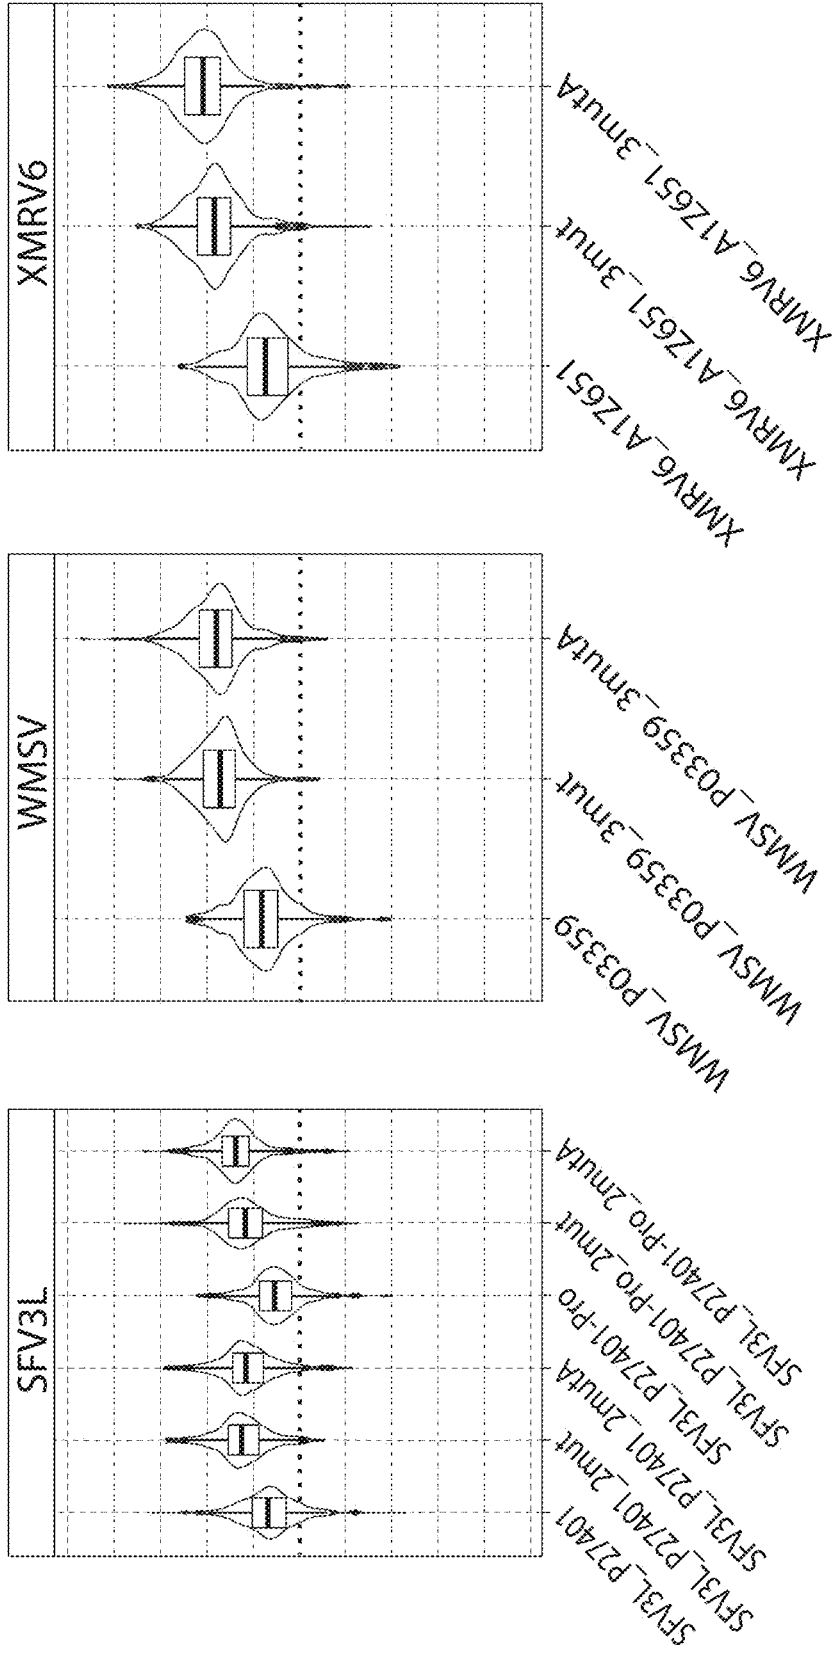 SFV3L
SFV3L_P27401
SFV3L_P27401_2mut
SFV3L_P27401_2mutA
SFV3L_P27401-Pro
SFV3L_P27401-Pro_2mut
SFV3L_P27401-Pro_2mutA
WMSV
WMSV_P03359
WMSV_P03359_3mut
WMSV_P03359_3mutA
XMRV6
XMRV6_A1Z651
XMRV6_A1Z651_3mut
XMRV6_A1Z651_3mutA